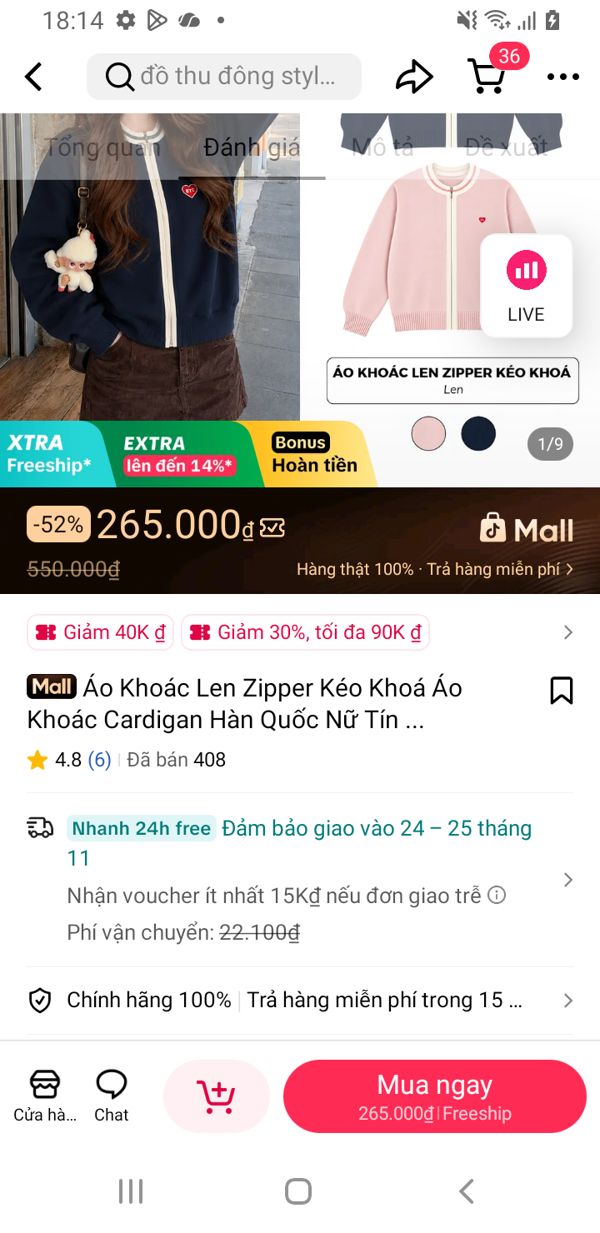 18:14
36
đồ thu đông styl...
Tổng quan
Đánh giá
Mô tả
Đề xuất
LIVE
ÁO KHOÁC LEN ZIPPER KÉO KHOÁ
Len
XTRA
Freeship*
EXTRA
lên đến 14%*
Bonus
Hoàn tiền
1/9
-52% 265.000đ
Mall
550.000₫
Hàng thật 100% · Trả hàng miễn phí
Giảm 40K ₫
Giảm 30%, tối đa 90K ₫
Mall Áo Khoác Len Zipper Kéo Khoá Áo
Khoác Cardigan Hàn Quốc Nữ Tín ...
4.8 (6) Đã bán 408
Nhanh 24h free Đảm bảo giao vào 24 – 25 tháng
11
Nhận voucher ít nhất 15K₫ nếu đơn giao trễ
Phí vận chuyển: 22.100₫
Chính hãng 100% Trả hàng miễn phí trong 15 ...
Cửa hà...
Chat
Mua ngay
265.000₫ Freeship